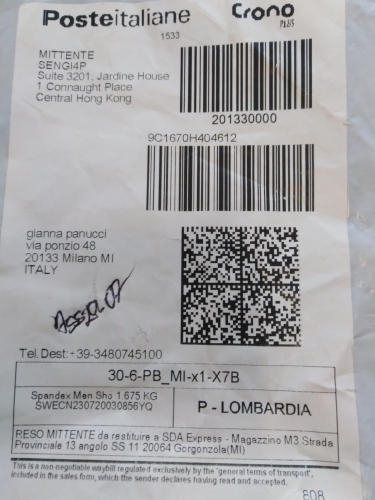 Posteitaliane
Crono
PLUS
1533
MITTENTE
SENGI4P
Suite 3201, Jardine House
1 Connaught Place
Central Hong Kong
201330000
9C1670H404612
gianna panucci
via ponzio 48
20133 Milano MI
ITALY
Tel.Dest:+39-3480745100
30-6-PB_MI-x1-X7B
Spandex Men Sho 1.675 KG
SWECN230720030856YQ
P - LOMBARDIA
RESO MITTENTE da restituire a SDA Express - Magazzino M3 Strada
Provinciale 13 angolo SS 11 20064 Gorgonzola(MI)
This is a non-negotiable waybill regulated exclusively by the "general terms of transport",
included in the sales form, which the sender declares having read and accepted.
808